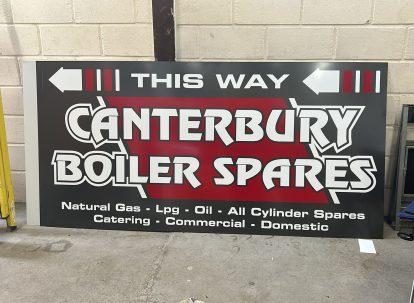 THIS WAY
CANTERBURY
BOILER SPARES
Natural Gas - Lpg - Oil - All Cylinder Spares
Catering - Commercial - Domestic